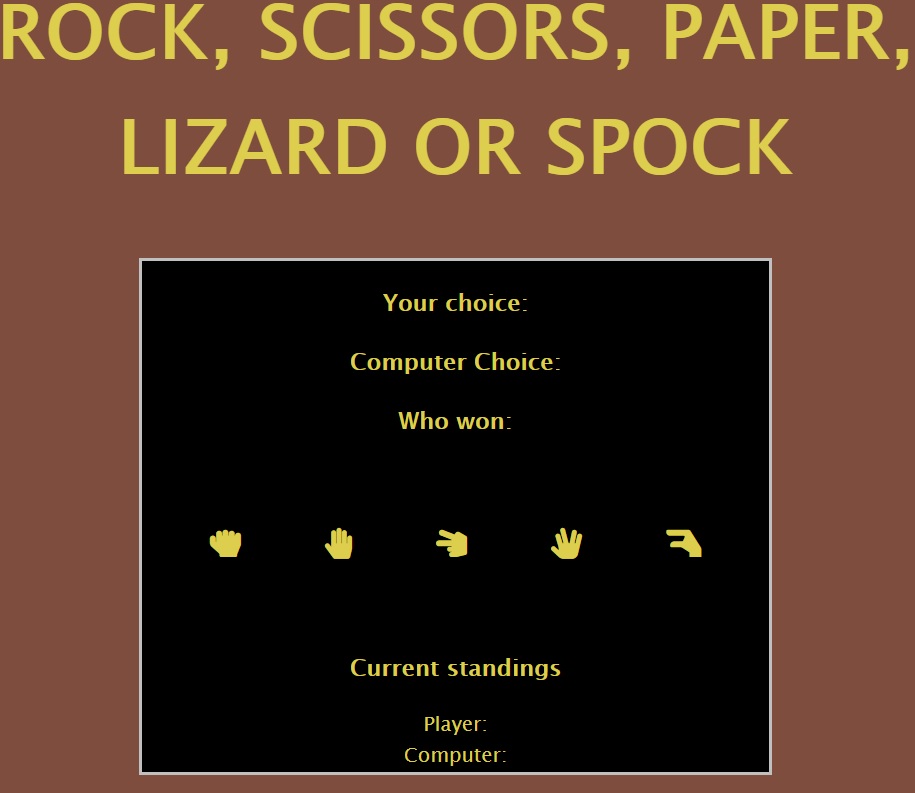 ROCK, SCISSORS, PAPER,
LIZARD OR SPOCK
Your choice:
Computer Choice:
Who won:
Current standings
Player:
Computer: